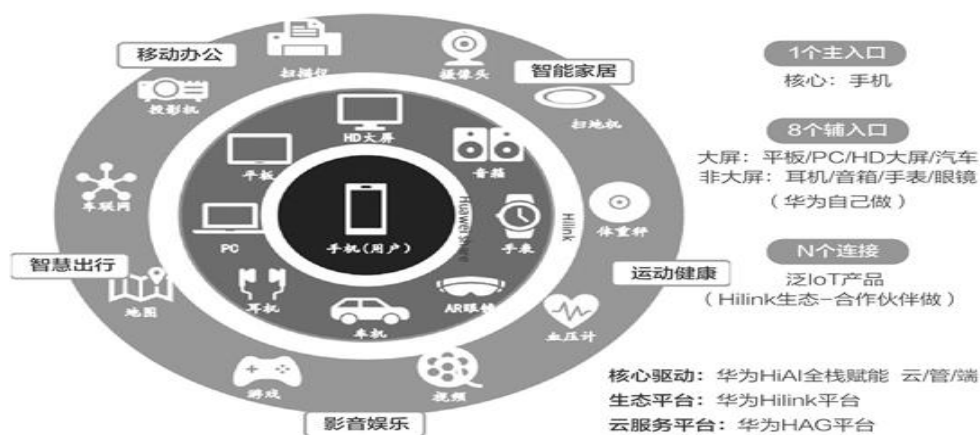 移动办公
扫描仪
摄像头
智能家居
投影机
扫地机
HD大屏
平板
音箱
车联网
手机(用户)
Huawei share
Hilink
PC
手表
体重秤
智慧出行
地图
耳机
车机
AR眼镜
运动健康
血压计
游戏
视频
影音娱乐
1个主入口
核心：手机
8个辅入口
大屏：平板/PC/HD大屏/汽车
非大屏：耳机/音箱/手表/眼镜
（华为自己做）
N个连接
泛IoT产品
（Hilink生态-合作伙伴做）
核心驱动：华为HiAI全栈赋能 云/管/端
生态平台：华为Hilink平台
云服务平台：华为HAG平台